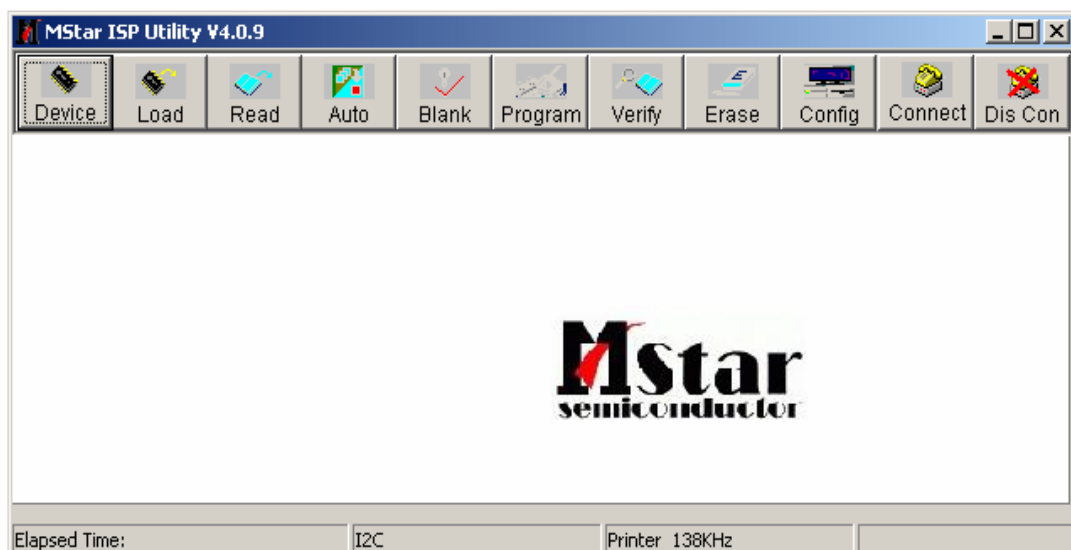 MStar ISP Utility V4.0.9
Device Load Read Auto Blank Program Verify Erase Config Connect Dis Con
MStar
semiconductor
Elapsed Time: I2C Printer 138KHz